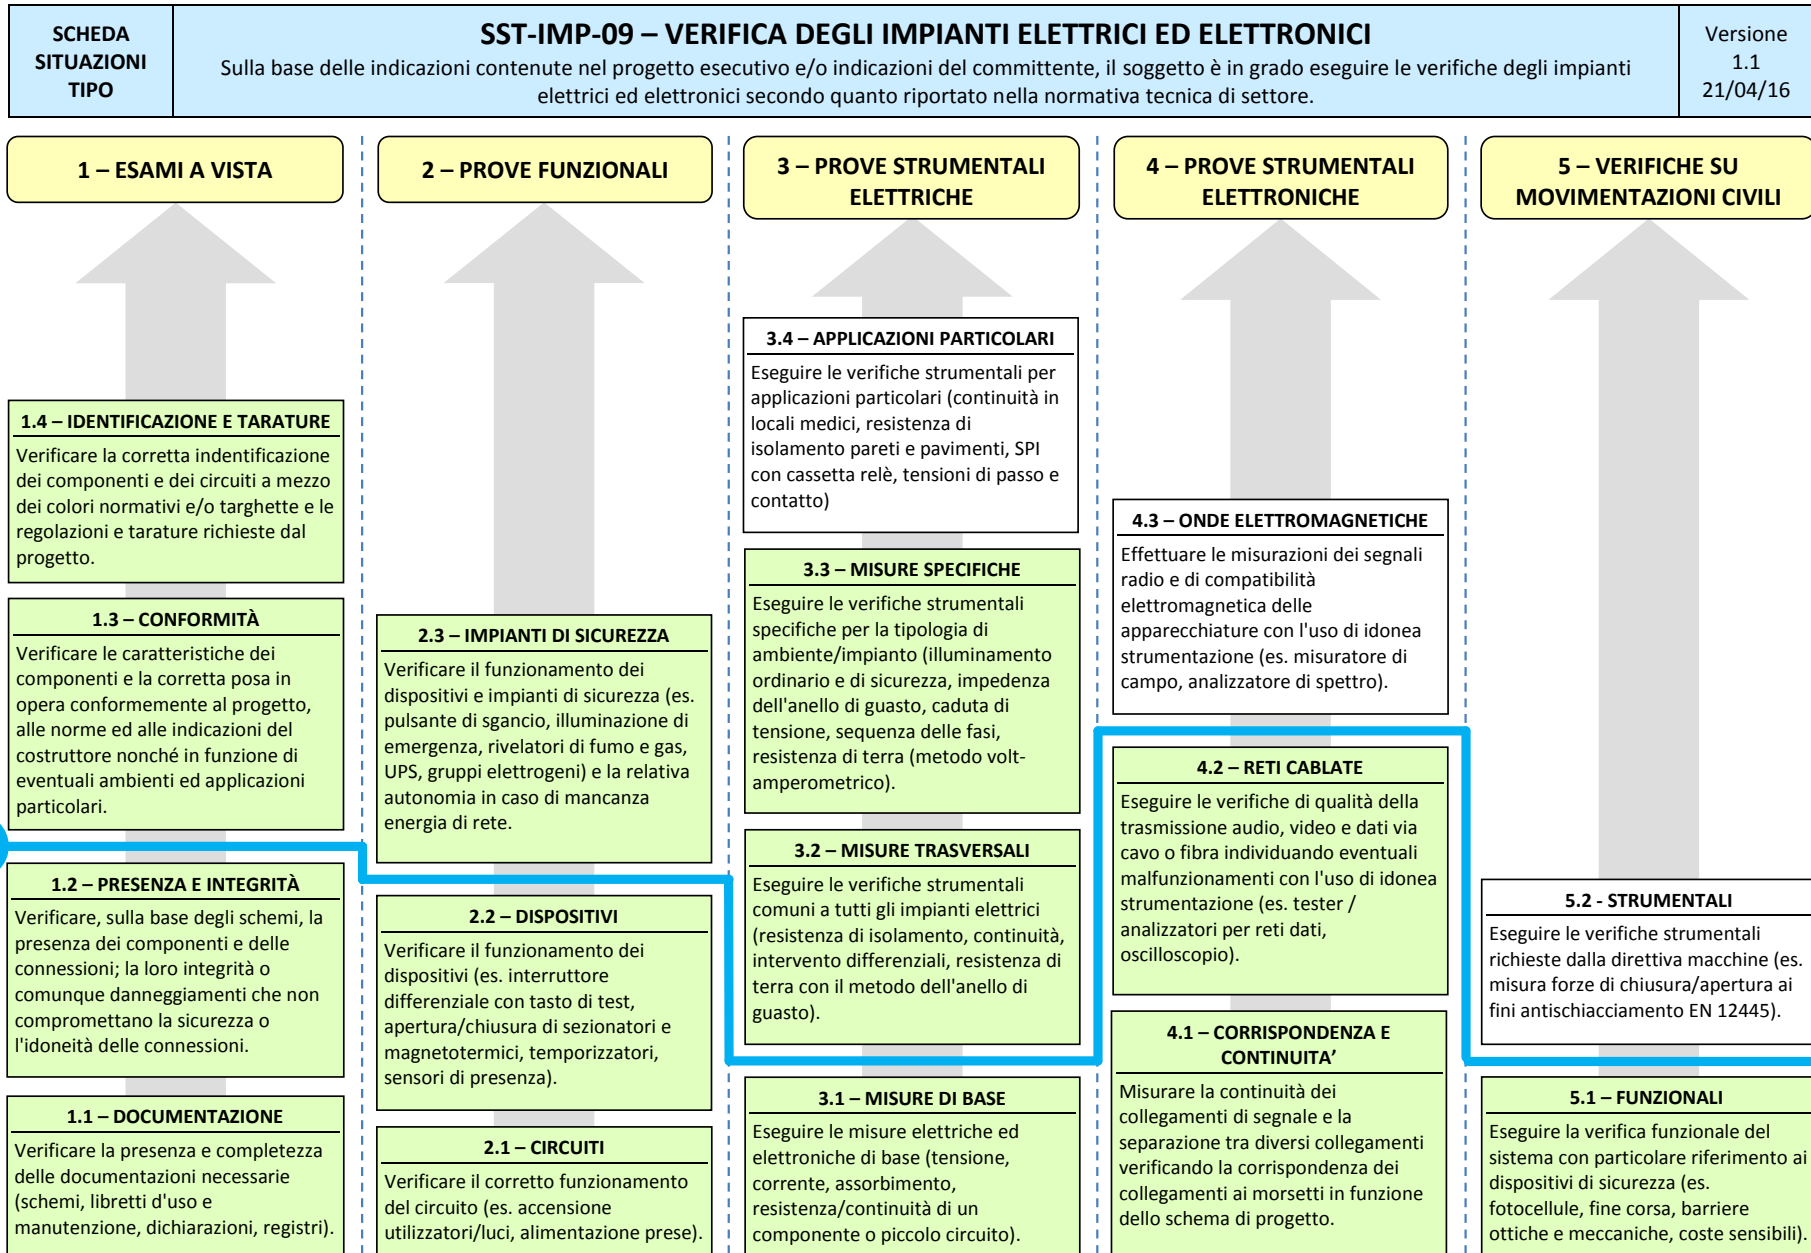 SCHEDA
SITUAZIONI
TIPO
SST-IMP-09 – VERIFICA DEGLI IMPIANTI ELETTRICI ED ELETTRONICI
Sulla base delle indicazioni contenute nel progetto esecutivo e/o indicazioni del committente, il soggetto è in grado eseguire le verifiche degli impianti
elettrici ed elettronici secondo quanto riportato nella normativa tecnica di settore.
Versione
1.1
21/04/16
1 – ESAMI A VISTA
1.4 – IDENTIFICAZIONE E TARATURE
Verificare la corretta indentificazione
dei componenti e dei circuiti a mezzo
dei colori normativi e/o targhette e le
regolazioni e tarature richieste dal
progetto.
1.3 – CONFORMITÀ
Verificare le caratteristiche dei
componenti e la corretta posa in
opera conformemente al progetto,
alle norme ed alle indicazioni del
costruttore nonché in funzione di
eventuali ambienti ed applicazioni
particolari.
1.2 – PRESENZA E INTEGRITÀ
Verificare, sulla base degli schemi, la
presenza dei componenti e delle
connessioni; la loro integrità o
comunque danneggiamenti che non
compromettano la sicurezza o
l'idoneità delle connessioni.
1.1 – DOCUMENTAZIONE
Verificare la presenza e completezza
delle documentazioni necessarie
(schemi, libretti d'uso e
manutenzione, dichiarazioni, registri).
2 – PROVE FUNZIONALI
2.3 – IMPIANTI DI SICUREZZA
Verificare il funzionamento dei
dispositivi e impianti di sicurezza (es.
pulsante di sgancio, illuminazione di
emergenza, rivelatori di fumo e gas,
UPS, gruppi elettrogeni) e la relativa
autonomia in caso di mancanza
energia di rete.
2.2 – DISPOSITIVI
Verificare il funzionamento dei
dispositivi (es. interruttore
differenziale con tasto di test,
apertura/chiusura di sezionatori e
magnetotermici, temporizzatori,
sensori di presenza).
2.1 – CIRCUITI
Verificare il corretto funzionamento
del circuito (es. accensione
utilizzatori/luci, alimentazione prese).
3 – PROVE STRUMENTALI
ELETTRICHE
3.4 – APPLICAZIONI PARTICOLARI
Eseguire le verifiche strumentali per
applicazioni particolari (continuità in
locali medici, resistenza di
isolamento pareti e pavimenti, SPI
con cassetta relè, tensioni di passo e
contatto)
3.3 – MISURE SPECIFICHE
Eseguire le verifiche strumentali
specifiche per la tipologia di
ambiente/impianto (illuminamento
ordinario e di sicurezza, impedenza
dell'anello di guasto, caduta di
tensione, sequenza delle fasi,
resistenza di terra (metodo volt-
amperometrico).
3.2 – MISURE TRASVERSALI
Eseguire le verifiche strumentali
comuni a tutti gli impianti elettrici
(resistenza di isolamento, continuità,
intervento differenziali, resistenza di
terra con il metodo dell'anello di
guasto).
3.1 – MISURE DI BASE
Eseguire le misure elettriche ed
elettroniche di base (tensione,
corrente, assorbimento,
resistenza/continuità di un
componente o piccolo circuito).
4 – PROVE STRUMENTALI
ELETTRONICHE
4.3 – ONDE ELETTROMAGNETICHE
Effettuare le misurazioni dei segnali
radio e di compatibilità
elettromagnetica delle
apparecchiature con l'uso di idonea
strumentazione (es. misuratore di
campo, analizzatore di spettro).
4.2 – RETI CABLATE
Eseguire le verifiche di qualità della
trasmissione audio, video e dati via
cavo o fibra individuando eventuali
malfunzionamenti con l'uso di idonea
strumentazione (es. tester /
analizzatori per reti dati,
oscilloscopio).
4.1 – CORRISPONDENZA E
CONTINUITA'
Misurare la continuità dei
collegamenti di segnale e la
separazione tra diversi collegamenti
verificando la corrispondenza dei
collegamenti ai morsetti in funzione
dello schema di progetto.
5 – VERIFICHE SU
MOVIMENTAZIONI CIVILI
5.2 - STRUMENTALI
Eseguire le verifiche strumentali
richieste dalla direttiva macchine (es.
misura forze di chiusura/apertura ai
fini antischiacciamento EN 12445).
5.1 – FUNZIONALI
Eseguire la verifica funzionale del
sistema con particolare riferimento ai
dispositivi di sicurezza (es.
fotocellule, fine corsa, barriere
ottiche e meccaniche, coste sensibili).